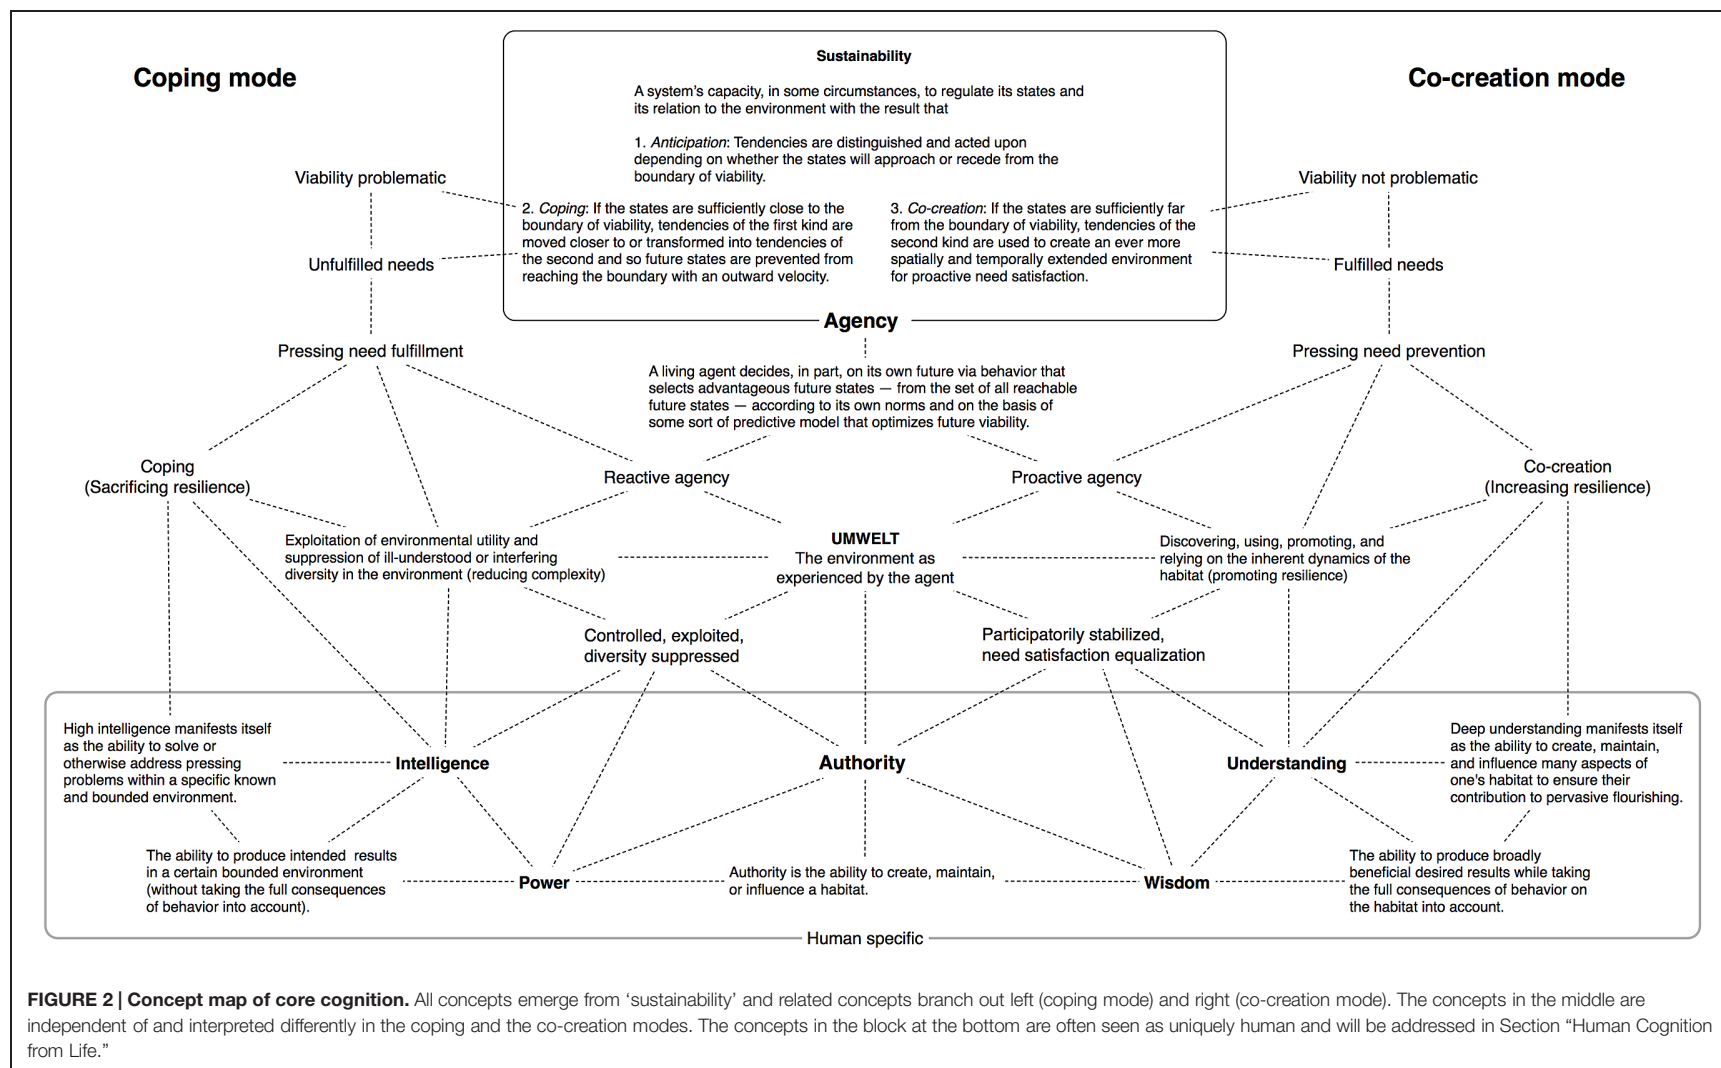 Coping mode
Co-creation mode
Sustainability
A system's capacity, in some circumstances, to regulate its states and
its relation to the environment with the result that
1. Anticipation: Tendencies are distinguished and acted upon
depending on whether the states will approach or recede from the
boundary of viability.
2. Coping: If the states are sufficiently close to the
boundary of viability, tendencies of the first kind are
moved closer to or transformed into tendencies of
the second and so future states are prevented from
reaching the boundary with an outward velocity.
3. Co-creation: If the states are sufficiently far
from the boundary of viability, tendencies of the
second kind are used to create an ever more
spatially and temporally extended environment
for proactive need satisfaction.
Viability problematic
Viability not problematic
Unfulfilled needs
Fulfilled needs
Agency
Pressing need fulfillment
Pressing need prevention
A living agent decides, in part, on its own future via behavior that
selects advantageous future states — from the set of all reachable
future states — according to its own norms and on the basis of
some sort of predictive model that optimizes future viability.
Coping
(Sacrificing resilience)
Reactive agency
Proactive agency
Co-creation
(Increasing resilience)
Exploitation of environmental utility and
suppression of ill-understood or interfering
diversity in the environment (reducing complexity)
UMWELT
The environment as
experienced by the agent
Discovering, using, promoting, and
relying on the inherent dynamics of the
habitat (promoting resilience)
Controlled, exploited,
diversity suppressed
Participatorily stabilized,
need satisfaction equalization
High intelligence manifests itself
as the ability to solve or
otherwise address pressing
problems within a specific known
and bounded environment.
Intelligence
Authority
Understanding
Deep understanding manifests itself
as the ability to create, maintain,
and influence many aspects of
one's habitat to ensure their
contribution to pervasive flourishing.
The ability to produce intended results
in a certain bounded environment
(without taking the full consequences
of behavior into account).
Power
Authority is the ability to create, maintain,
or influence a habitat.
Wisdom
The ability to produce broadly
beneficial desired results while taking
the full consequences of behavior on
the habitat into account.
Human specific
FIGURE 2 | Concept map of core cognition. All concepts emerge from ‘sustainability’ and related concepts branch out left (coping mode) and right (co-creation mode). The concepts in the middle are
independent of and interpreted differently in the coping and the co-creation modes. The concepts in the block at the bottom are often seen as uniquely human and will be addressed in Section “Human Cognition
from Life.”